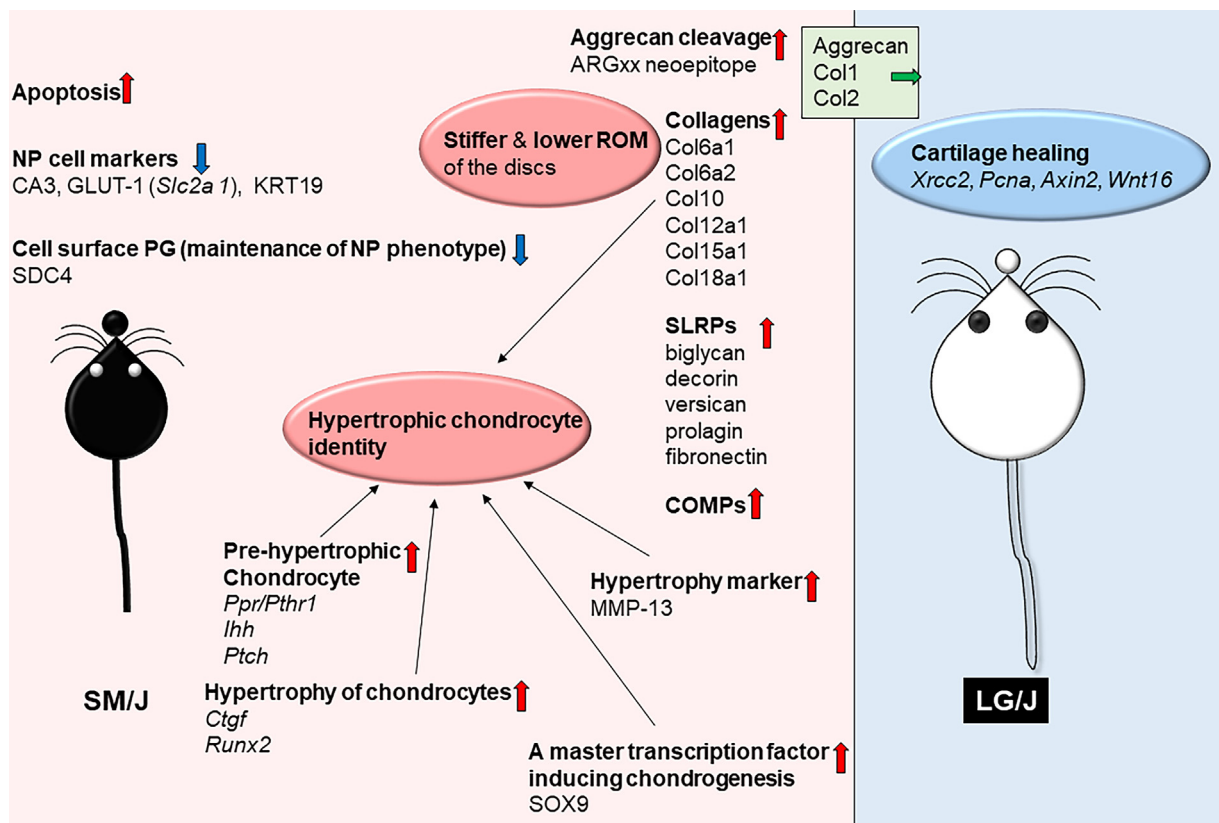 Apoptosis
NP cell markers
CA3, GLUT-1 (Slc2a 1), KRT19
Cell surface PG (maintenance of NP phenotype)
SDC4
SM/J
Stiffer & lower ROM
of the discs
Aggrecan cleavage
ARGxx neoepitope
Collagens
Col6a1
Col6a2
Col10
Col12a1
Col15a1
Col18a1
SLRPs
biglycan
decorin
versican
prolagin
fibronectin
COMPs
Hypertrophic chondrocyte
identity
Pre-hypertrophic
Chondrocyte
Ppr/Pthr1
Ihh
Ptch
Hypertrophy of chondrocytes
Ctgf
Runx2
Hypertrophy marker
MMP-13
A master transcription factor
inducing chondrogenesis
SOX9
Aggrecan
Col1
Col2
Cartilage healing
Xrcc2, Pcna, Axin2, Wnt16
LG/J